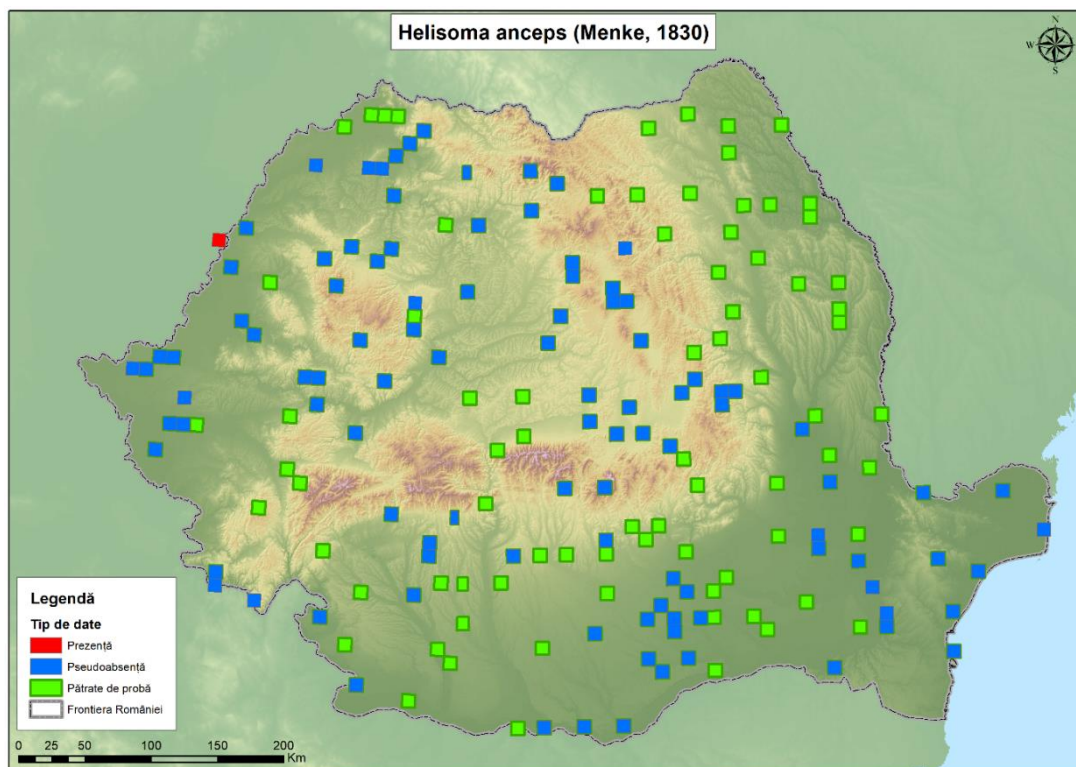 Helisoma anceps (Menke, 1830)
N
W E
S
Legendă
Tip de date
Prezență
Pseudoabsență
Pătrate de probă
Frontiera României
0 25 50 100 150 200
Km